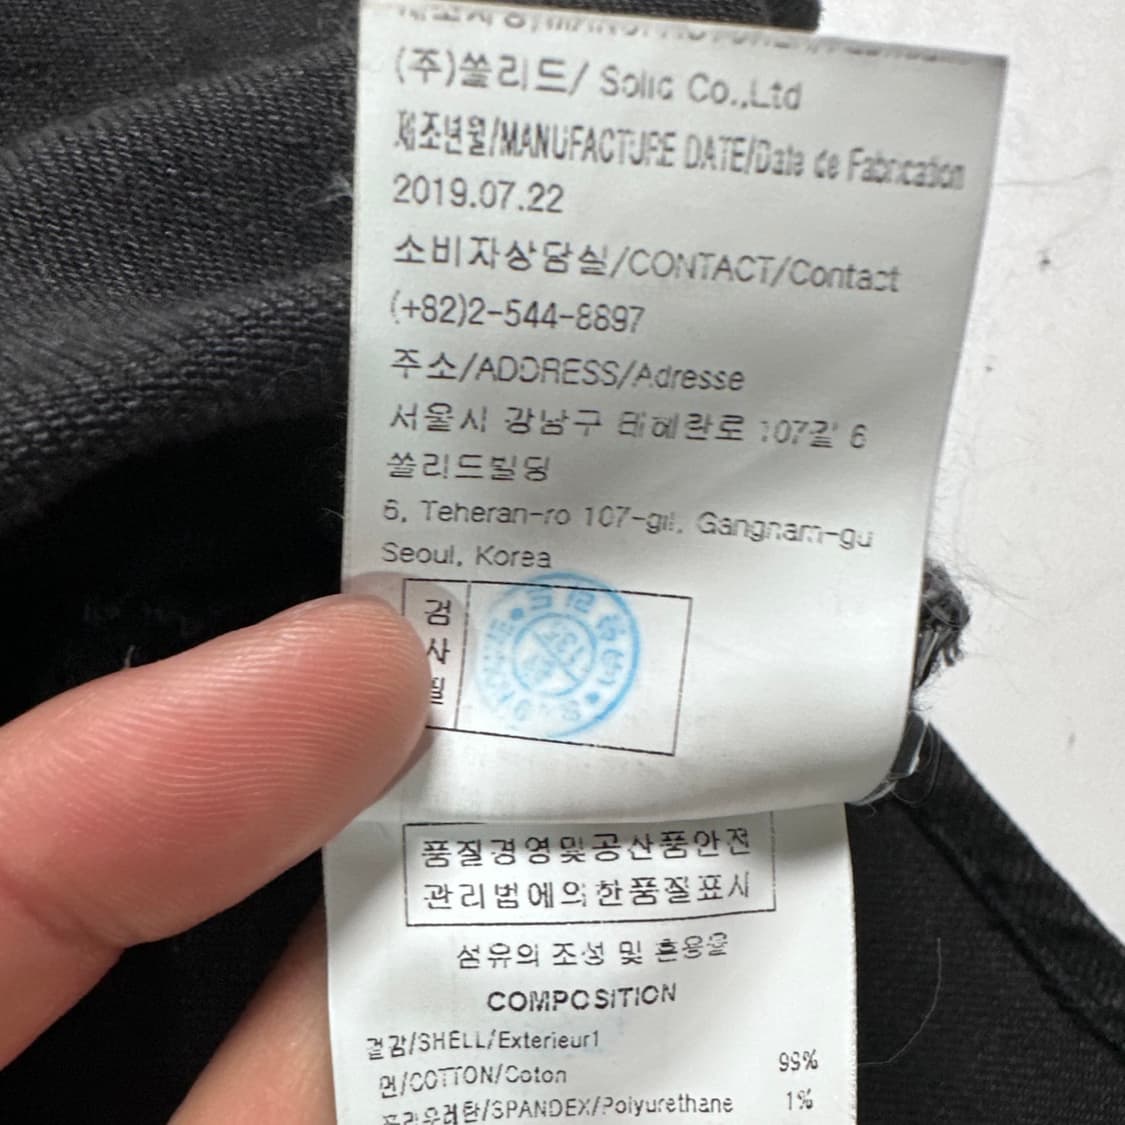 (주)쏠리드/ Solid Co.,Ltd
제조년월/MANUFACTURE DATE/Date de Fabrication
2019.07.22
소비자상담실/CONTACT/Contact
(+82)2-544-8897
주소/ADDRESS/Adresse
서울시 강남구 테헤란로 107길 6
쏠리드빌딩
6, Teheran-ro 107-gil, Gangnam-gu
Seoul, Korea
검
사
필
품질경영및공산품안전
관리법에의한품질표시
섬유의 조성 및 혼용율
COMPOSITION
겉감/SHELL/Exterieur1
면/COTTON/Coton 99%
폴리우레탄/SPANDEX/Polyurethane 1%